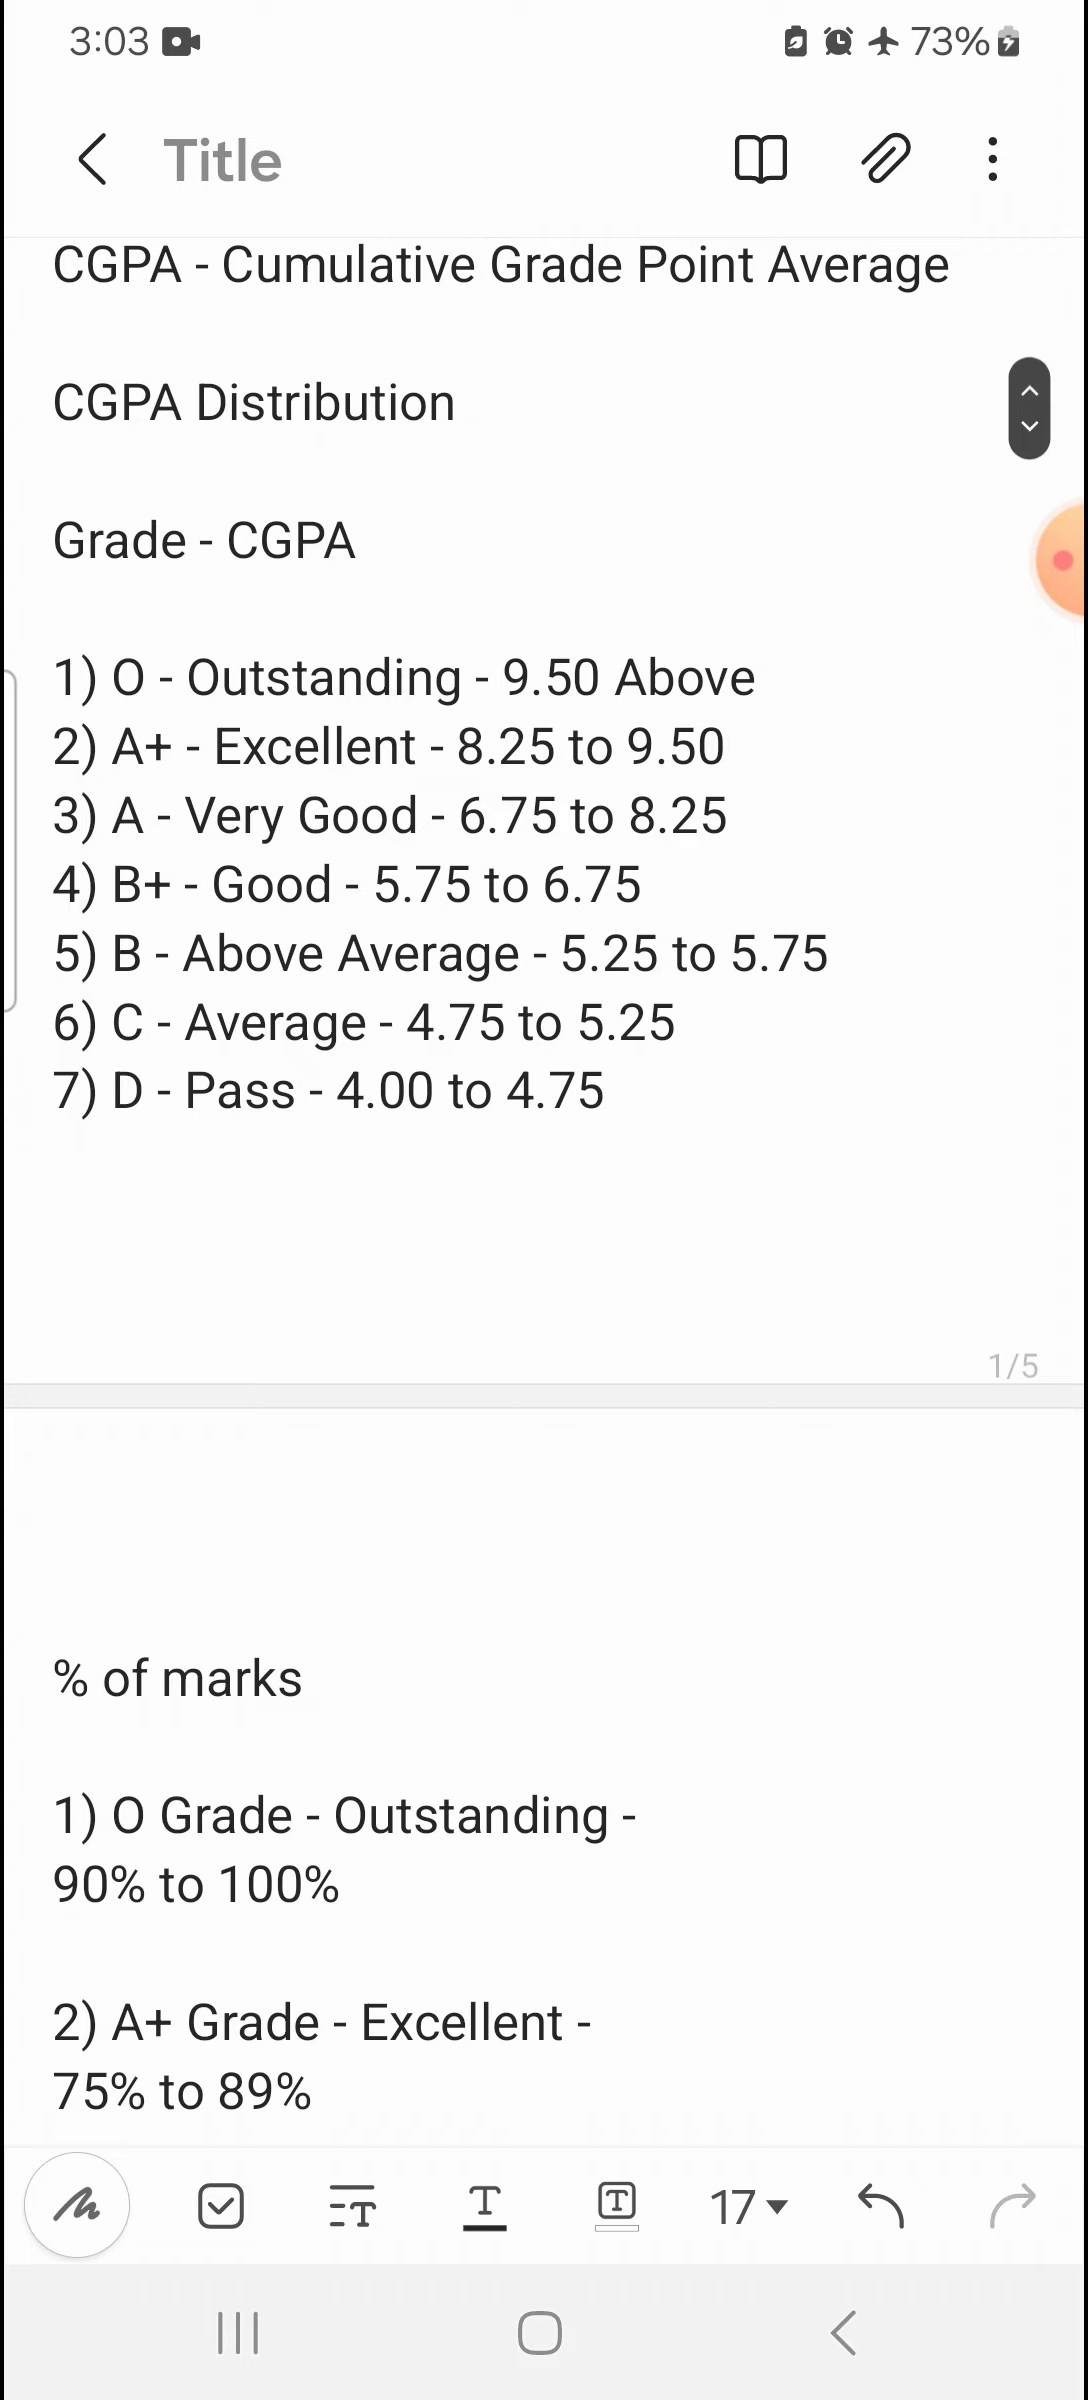 3:03
73%
Title
CGPA - Cumulative Grade Point Average
CGPA Distribution
Grade - CGPA
1) O - Outstanding - 9.50 Above
2) A+ - Excellent - 8.25 to 9.50
3) A - Very Good - 6.75 to 8.25
4) B+ - Good - 5.75 to 6.75
5) B - Above Average - 5.25 to 5.75
6) C - Average - 4.75 to 5.25
7) D - Pass - 4.00 to 4.75
1/5
% of marks
1) O Grade - Outstanding -
90% to 100%
2) A+ Grade - Excellent -
75% to 89%
17